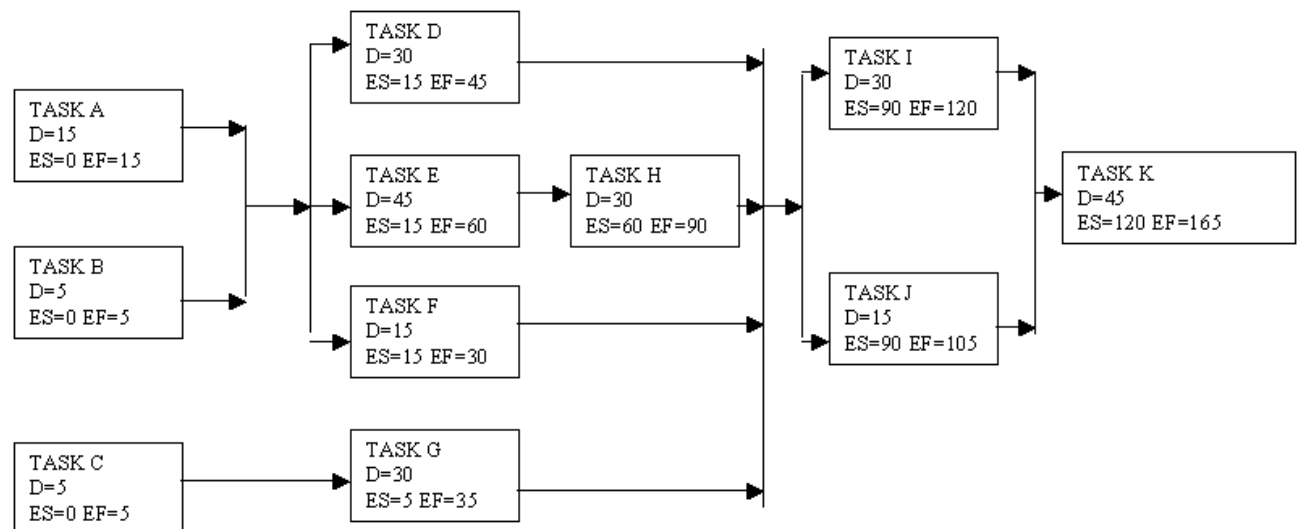 TASK A
D=15
ES=0 EF=15
TASK B
D=5
ES=0 EF=5
TASK C
D=5
ES=0 EF=5
TASK D
D=30
ES=15 EF=45
TASK E
D=45
ES=15 EF=60
TASK F
D=15
ES=15 EF=30
TASK G
D=30
ES=5 EF=35
TASK H
D=30
ES=60 EF=90
TASK I
D=30
ES=90 EF=120
TASK J
D=15
ES=90 EF=105
TASK K
D=45
ES=120 EF=165